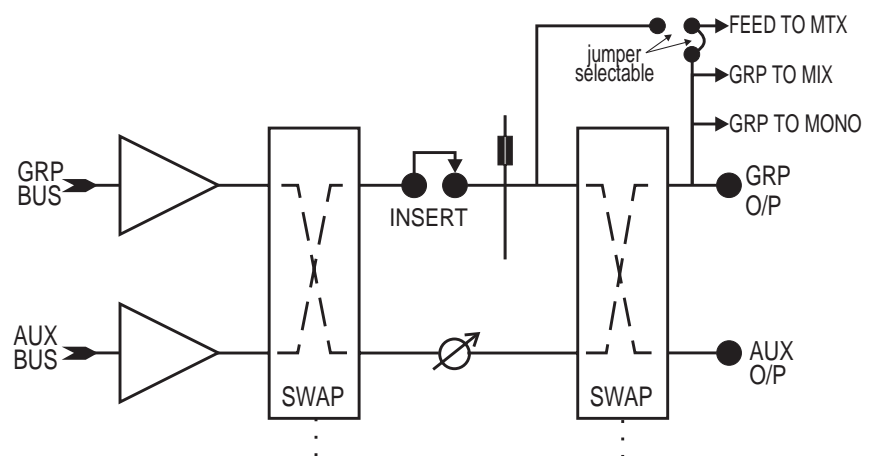 FEED TO MTX
jumper
selectable
GRP TO MIX
GRP TO MONO
GRP
BUS
INSERT
GRP
O/P
AUX
BUS
AUX
O/P
SWAP
SWAP